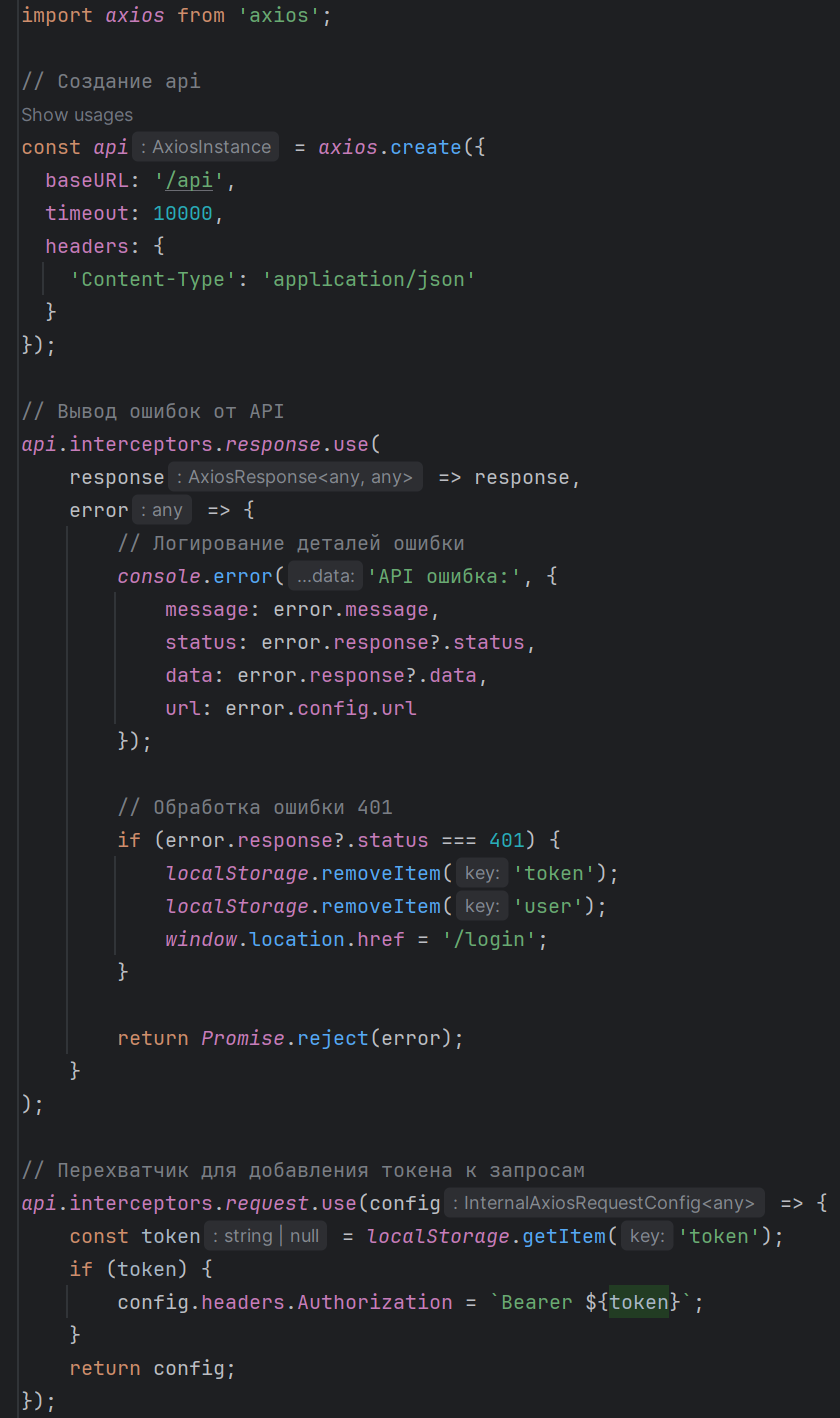 import axios from 'axios';
// Создание api
Show usages
const api : AxiosInstance = axios.create({
  baseURL: '/api',
  timeout: 10000,
  headers: {
    'Content-Type': 'application/json'
  }
});
// Вывод ошибок от API
api.interceptors.response.use(
    response : AxiosResponse<any, any> => response,
    error : any => {
        // Логирование деталей ошибки
        console.error( ...data: 'API ошибка:', {
            message: error.message,
            status: error.response?.status,
            data: error.response?.data,
            url: error.config.url
        });
        // Обработка ошибки 401
        if (error.response?.status === 401) {
            localStorage.removeItem( key: 'token');
            localStorage.removeItem( key: 'user');
            window.location.href = '/login';
        }
        return Promise.reject(error);
    }
);
// Перехватчик для добавления токена к запросам
api.interceptors.request.use(config : InternalAxiosRequestConfig<any> => {
    const token : string | null = localStorage.getItem( key: 'token');
    if (token) {
        config.headers.Authorization = `Bearer ${token}`;
    }
    return config;
});